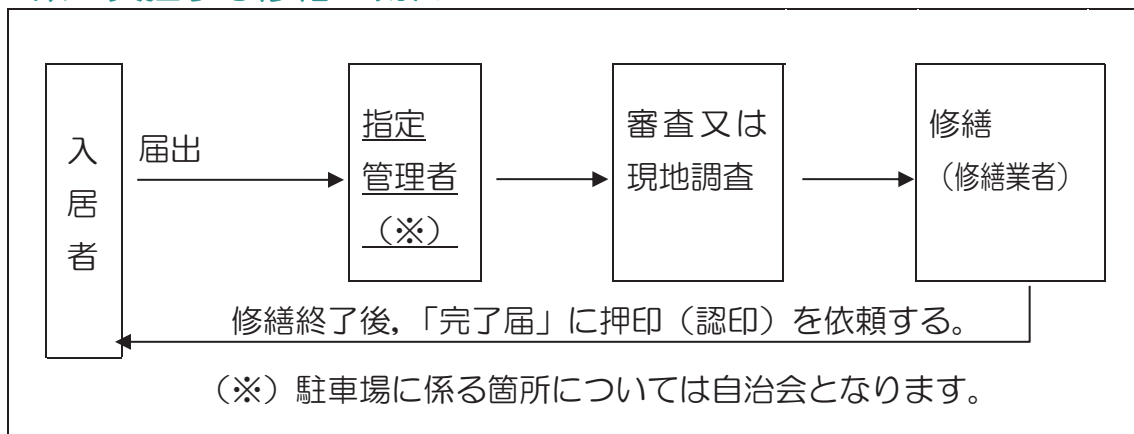 入居者
届出
指定
管理者
（※）
審査又は
現地調査
修繕
（修繕業者）
修繕終了後,「完了届」に押印（認印）を依頼する。
（※）駐車場に係る箇所については自治会となります。